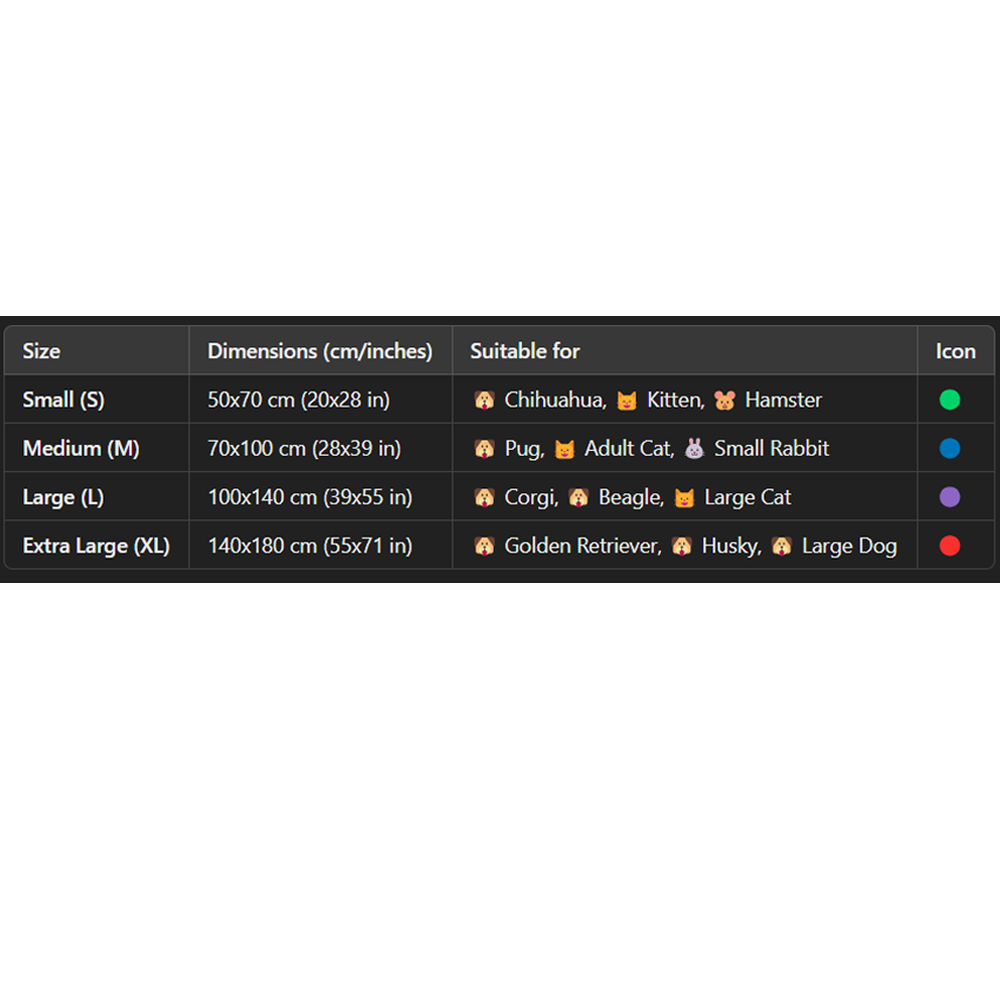 Size Dimensions (cm/inches) Suitable for Icon
Small (S) 50x70 cm (20x28 in) Chihuahua, Kitten, Hamster
Medium (M) 70x100 cm (28x39 in) Pug, Adult Cat, Small Rabbit
Large (L) 100x140 cm (39x55 in) Corgi, Beagle, Large Cat
Extra Large (XL) 140x180 cm (55x71 in) Golden Retriever, Husky, Large Dog